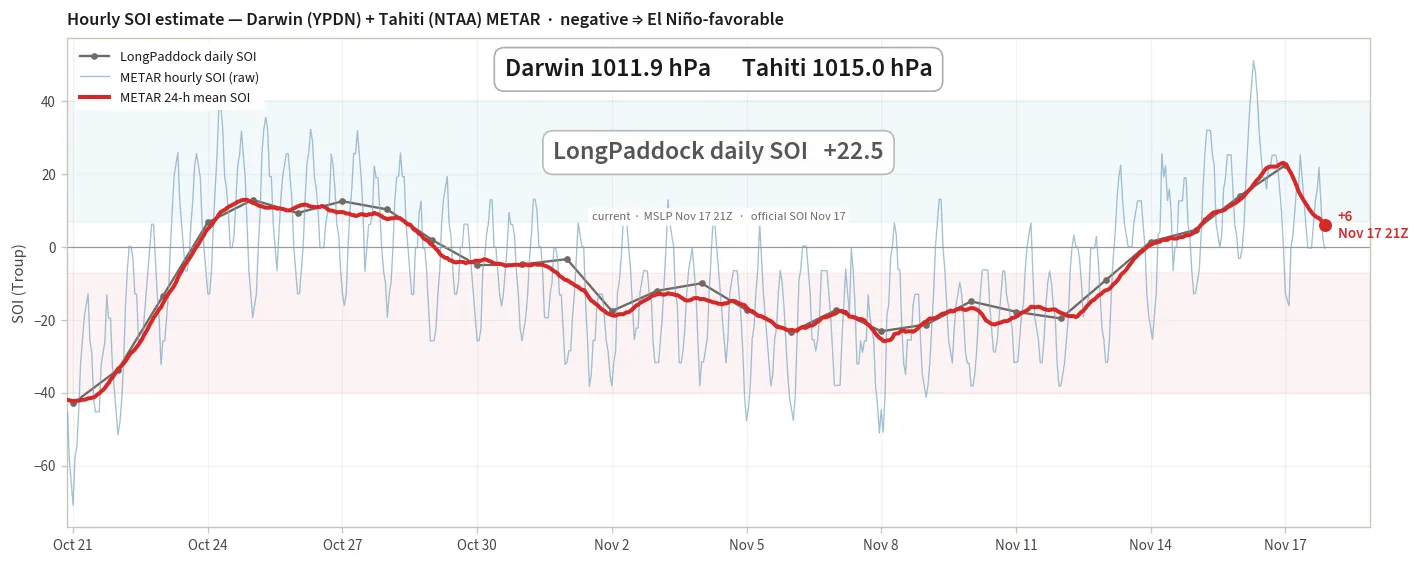 Hourly SOI estimate — Darwin (YPDN) + Tahiti (NTAA) METAR · negative ⇒ El Niño-favorable
LongPaddock daily SOI
METAR hourly SOI (raw)
METAR 24-h mean SOI
Darwin 1011.9 hPa Tahiti 1015.0 hPa
LongPaddock daily SOI +22.5
current · MSLP Nov 17 21Z · official SOI Nov 17
+6
Nov 17 21Z
SOI (Troup)
40
20
0
−20
−40
−60
Oct 21 Oct 24 Oct 27 Oct 30 Nov 2 Nov 5 Nov 8 Nov 11 Nov 14 Nov 17